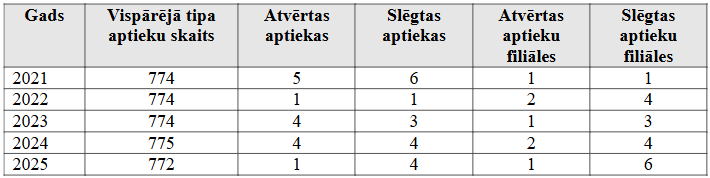 Gads Vispārējā tipa aptieku skaits Atvērtas aptiekas Slēgtas aptiekas Atvērtas aptieku filiāles Slēgtas aptieku filiāles
2021 774 5 6 1 1
2022 774 1 1 2 4
2023 774 4 3 1 3
2024 775 4 4 2 4
2025 772 1 4 1 6